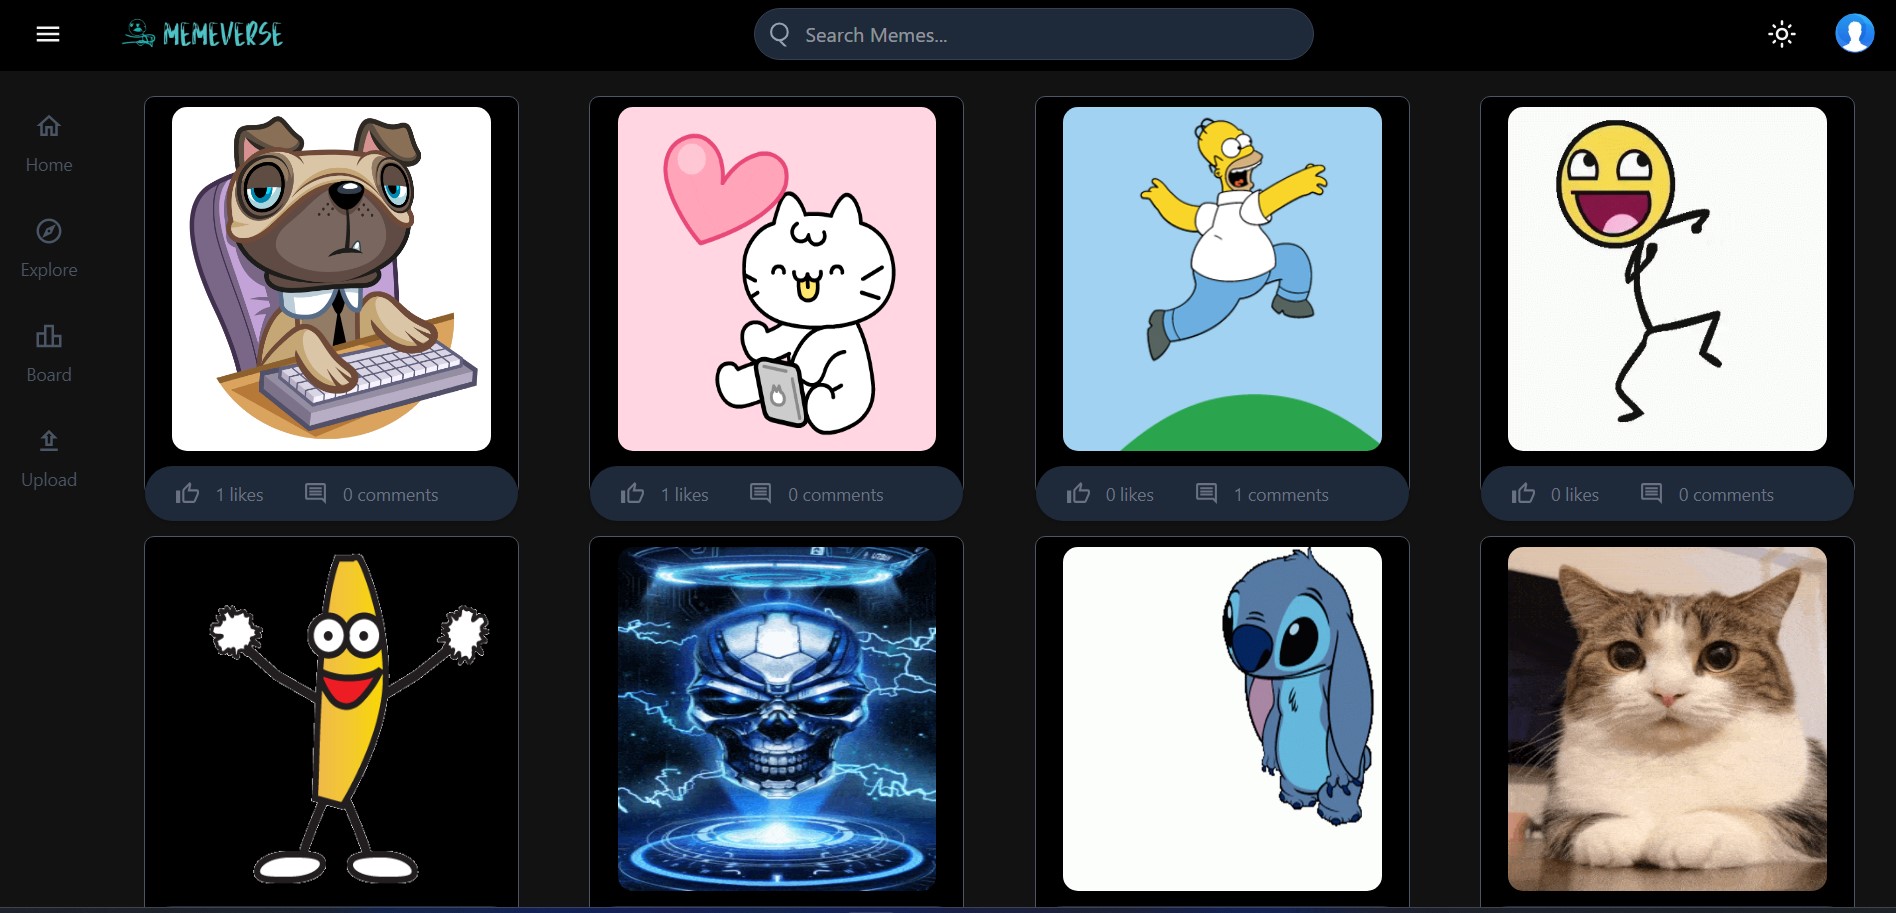 MEMEVERSE
Search Memes...
Home
Explore
Board
Upload
1 likes
0 comments
1 likes
0 comments
0 likes
1 comments
0 likes
0 comments